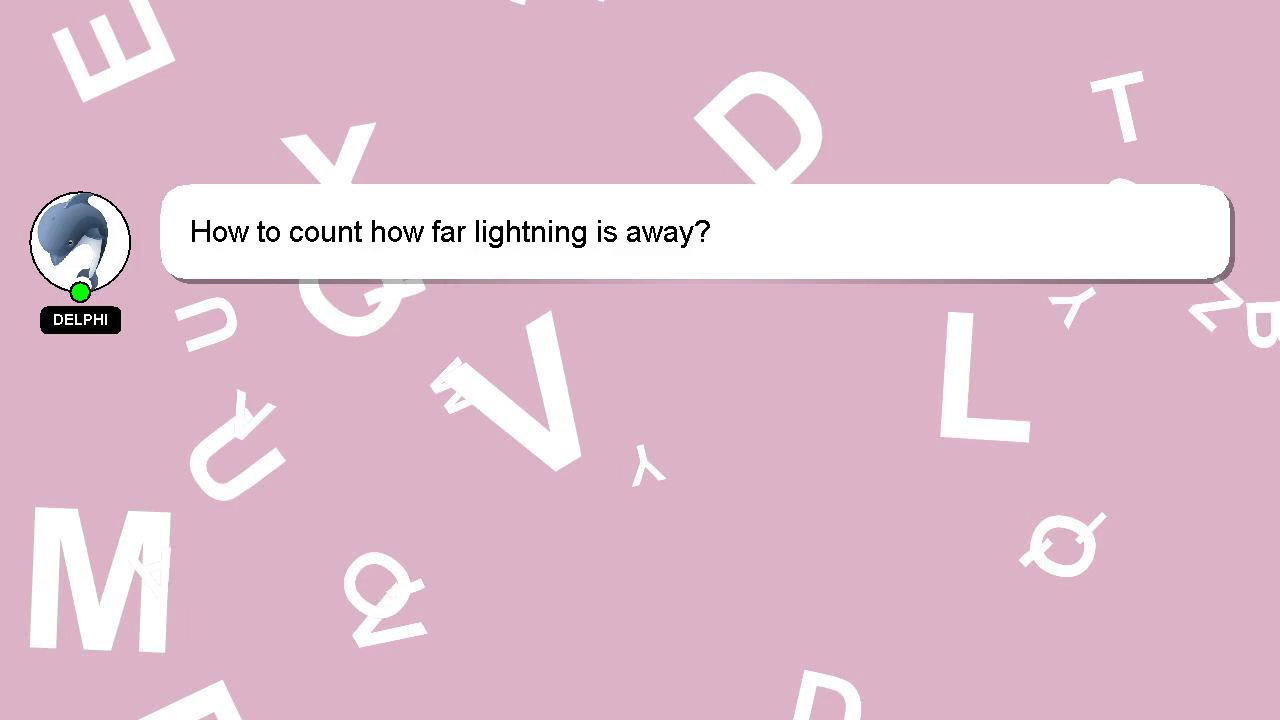 How to count how far lightning is away?
DELPHI
E
D
T
Y
Q
U
Y
Z
B
V
L
Y
U
Y
M
Q
Z
Q
D